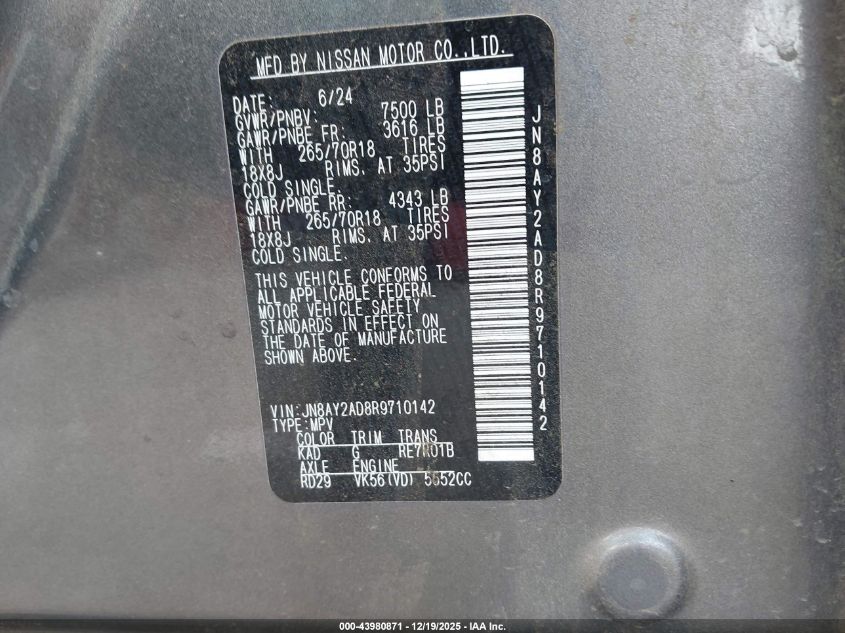 MFD BY NISSAN MOTOR CO.,LTD.
DATE: 6/24
GVWR/PNBV: 7500 LB
GAWR/PNBE FR: 3616 LB
WITH 265/70R18 TIRES
18X8J RIMS. AT 35PSI
COLD SINGLE.
GAWR/PNBE RR: 4343 LB
WITH 265/70R18 TIRES
18X8J RIMS. AT 35PSI
COLD SINGLE.
THIS VEHICLE CONFORMS TO
ALL APPLICABLE FEDERAL
MOTOR VEHICLE SAFETY
STANDARDS IN EFFECT ON
THE DATE OF MANUFACTURE
SHOWN ABOVE.
VIN:JN8AY2AD8R9710142
TYPE:MPV
COLOR TRIM TRANS
KAD G RE7R01B
AXLE ENGINE
RD29 VK56(VD) 5552CC
JN8AY2AD8R9710142
000-43980871 - 12/19/2025 - IAA Inc.